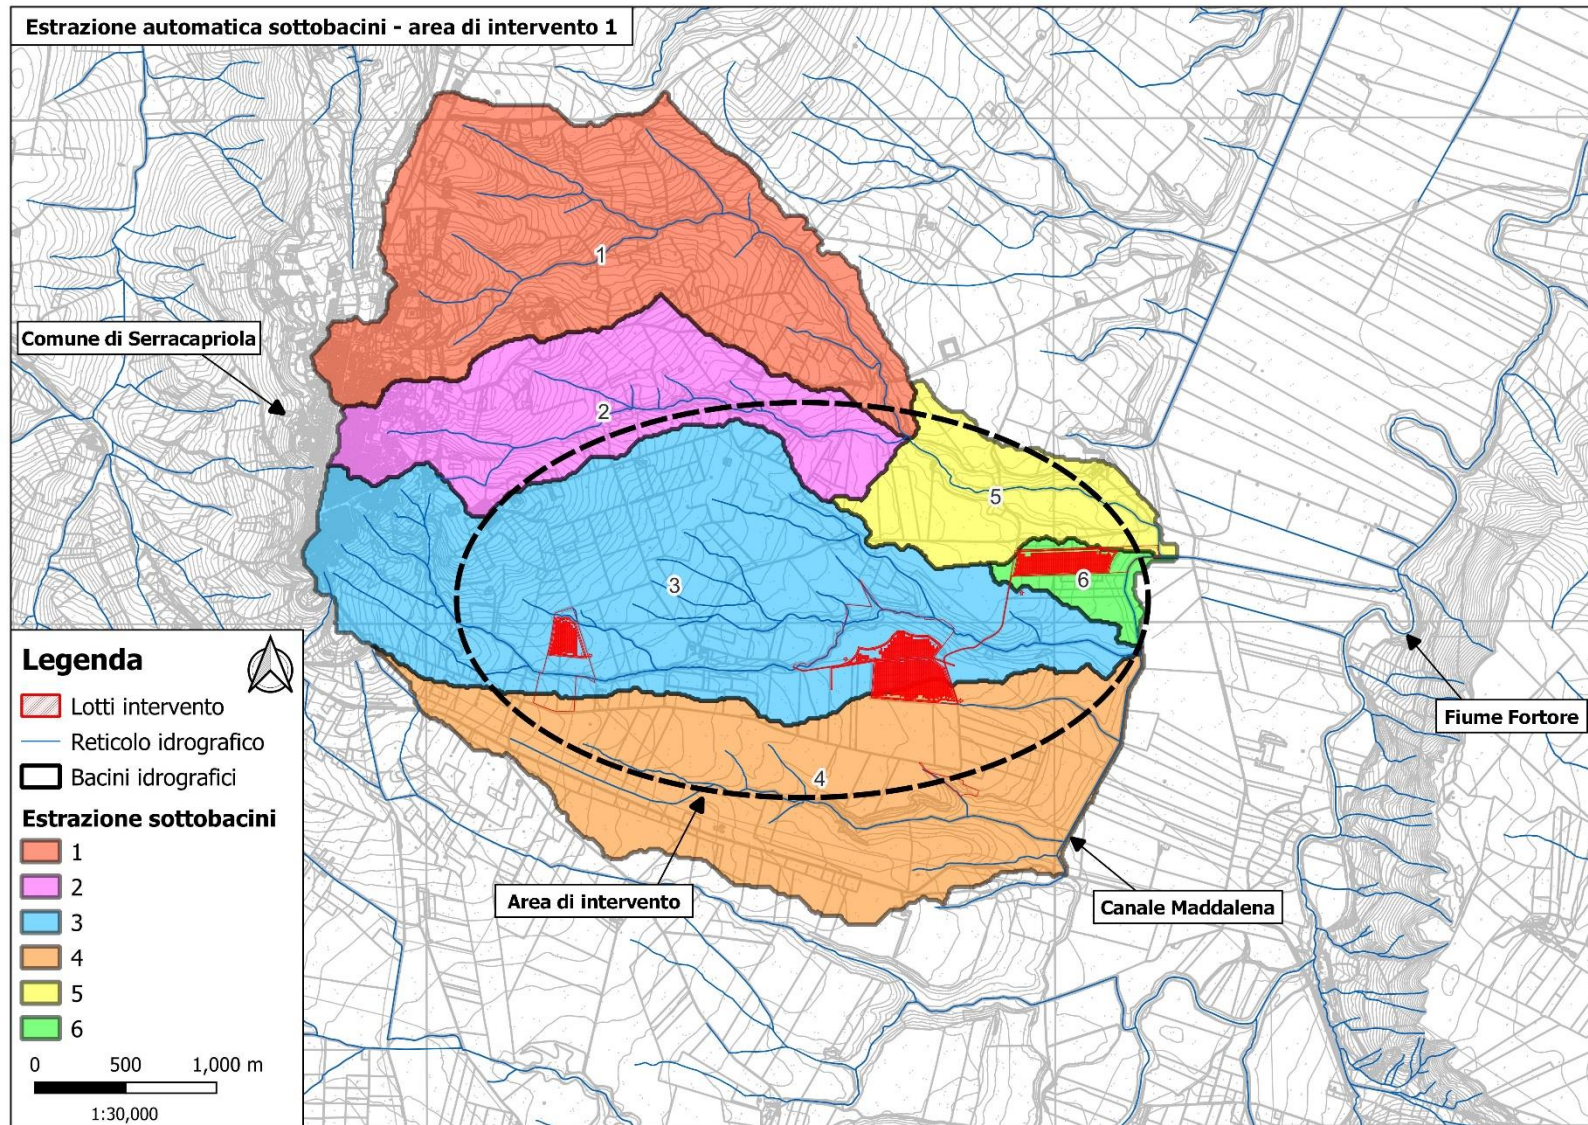 Estrazione automatica sottobacini - area di intervento 1
1
Comune di Serracapriola
2
5
3
6
Legenda
Lotti intervento
Reticolo idrografico
Bacini idrografici
Fiume Fortore
4
Estrazione sottobacini
1
2
3
4
5
6
Area di intervento
Canale Maddalena
0 500 1,000 m
1:30,000